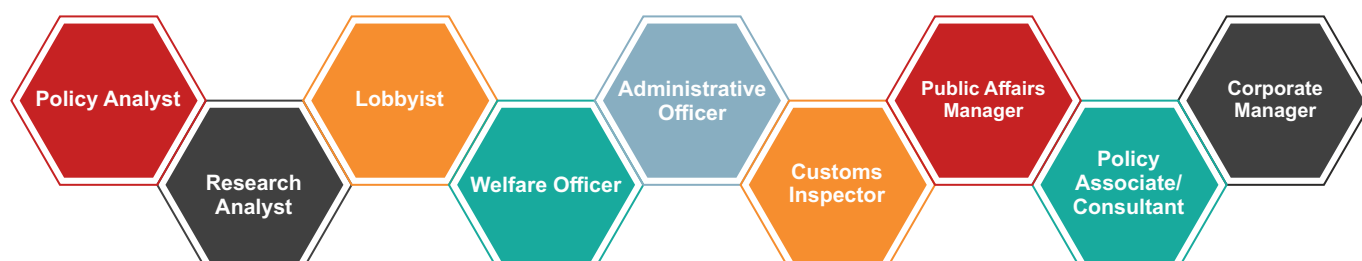 Policy Analyst
Research
Analyst
Lobbyist
Welfare Officer
Administrative
Officer
Customs
Inspector
Public Affairs
Manager
Policy
Associate/
Consultant
Corporate
Manager